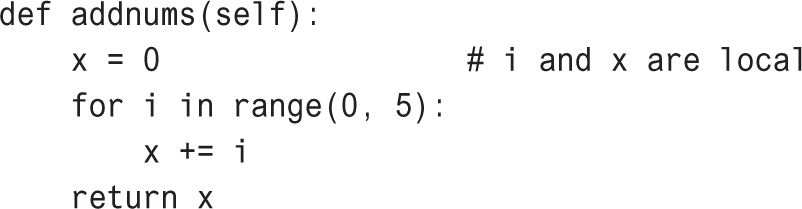 def addnums(self):
    x = 0                 # i and x are local
    for i in range(0, 5):
        x += i
    return x